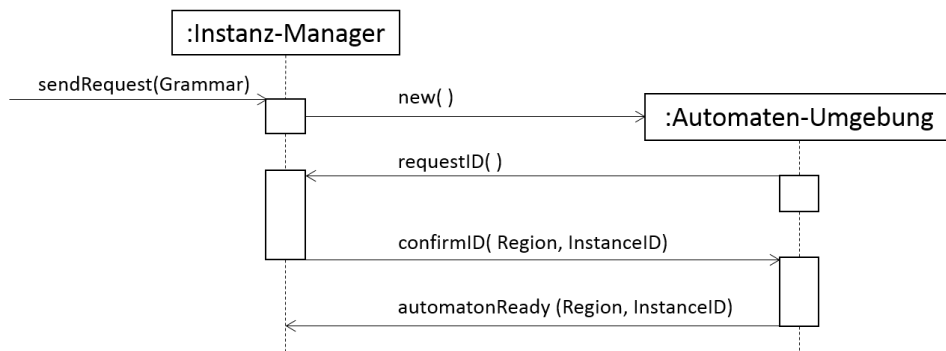 :Instanz-Manager
sendRequest(Grammar)
new( )
:Automaten-Umgebung
requestID( )
confirmID( Region, InstanceID)
automatonReady (Region, InstanceID)